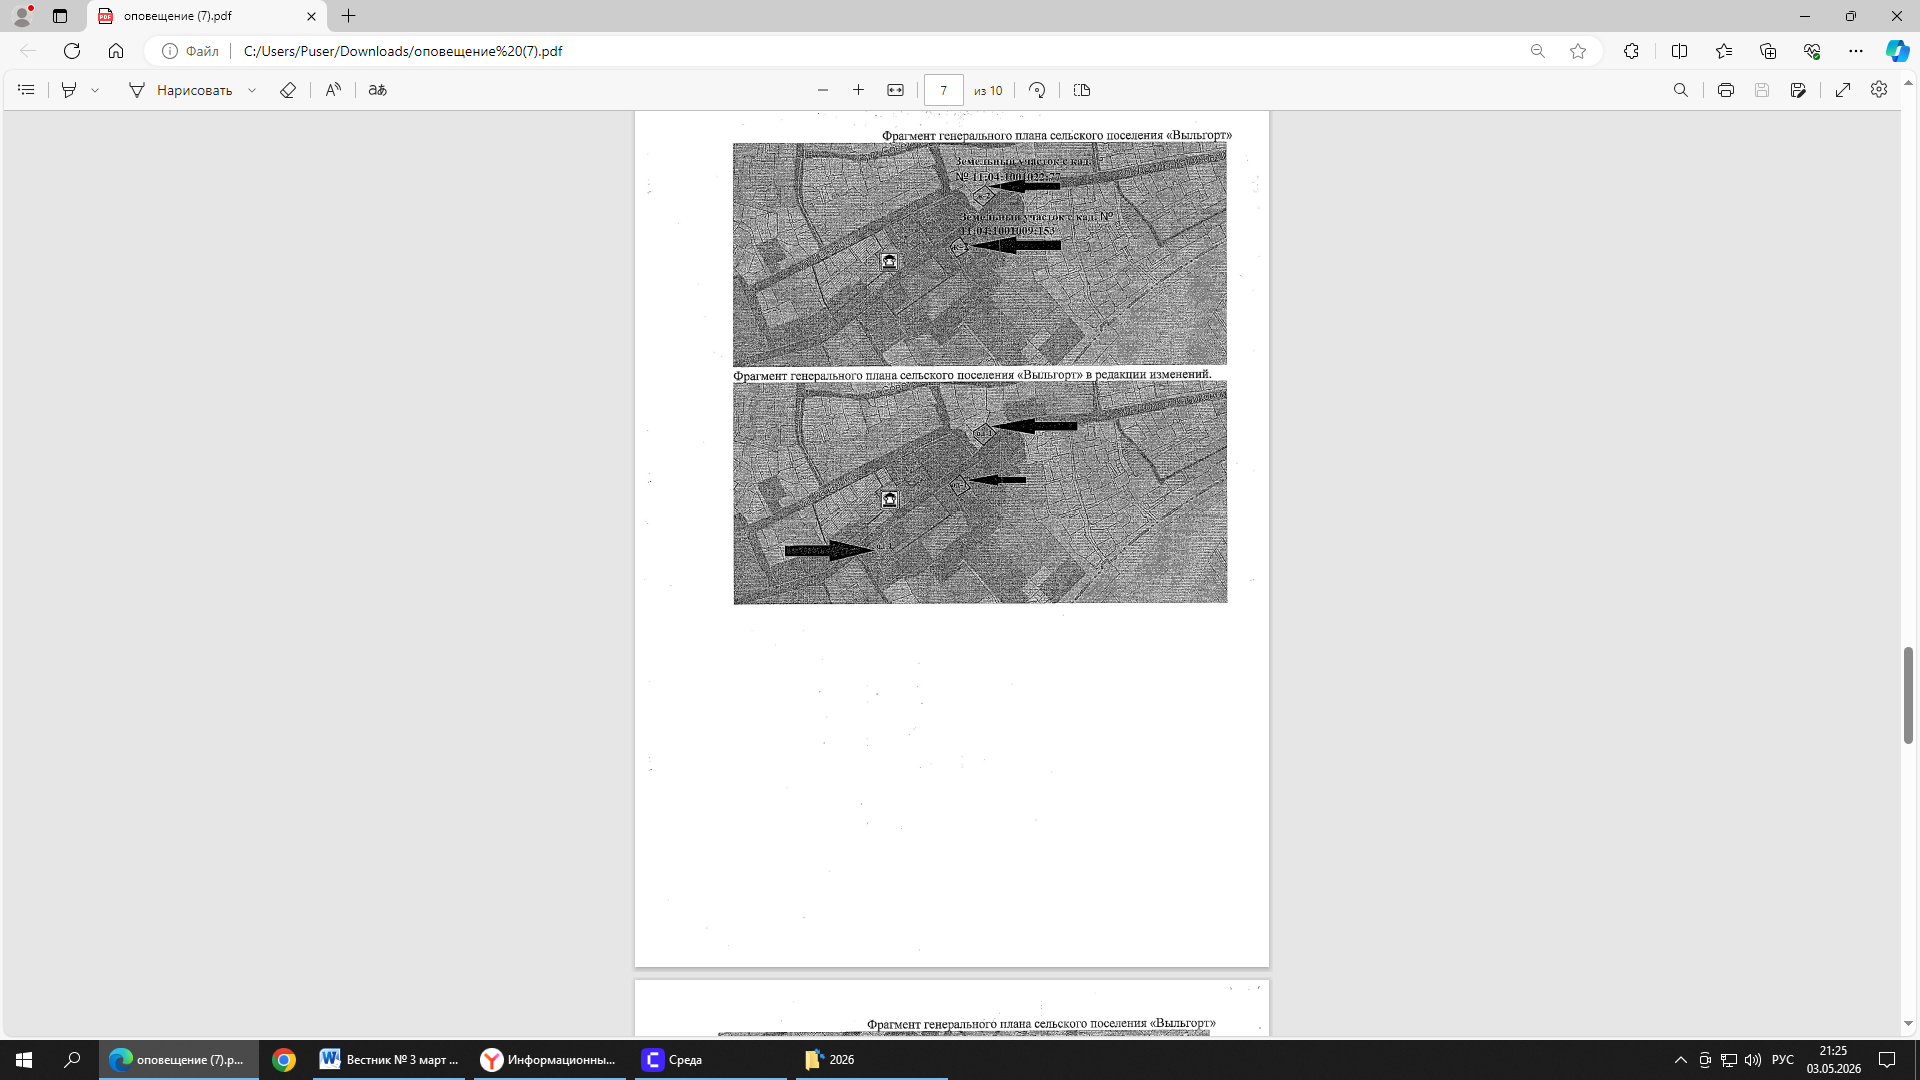 оповещение (7).pdf
Файл
C:/Users/Puser/Downloads/оповещение%20(7).pdf
Нарисовать
7
из 10
Фрагмент генерального плана сельского поселения «Выльгорт»
Земельный участок с кад.
№ 11:04:1001022:77
Земельный участок с кад. №
11:04:1001009:153
Фрагмент генерального плана сельского поселения «Выльгорт» в редакции изменений.
Фрагмент генерального плана сельского поселения «Выльгорт»
оповещение (7).p...
Вестник № 3 март ...
Информационны...
Среда
2026
РУС
21:25
03.05.2026